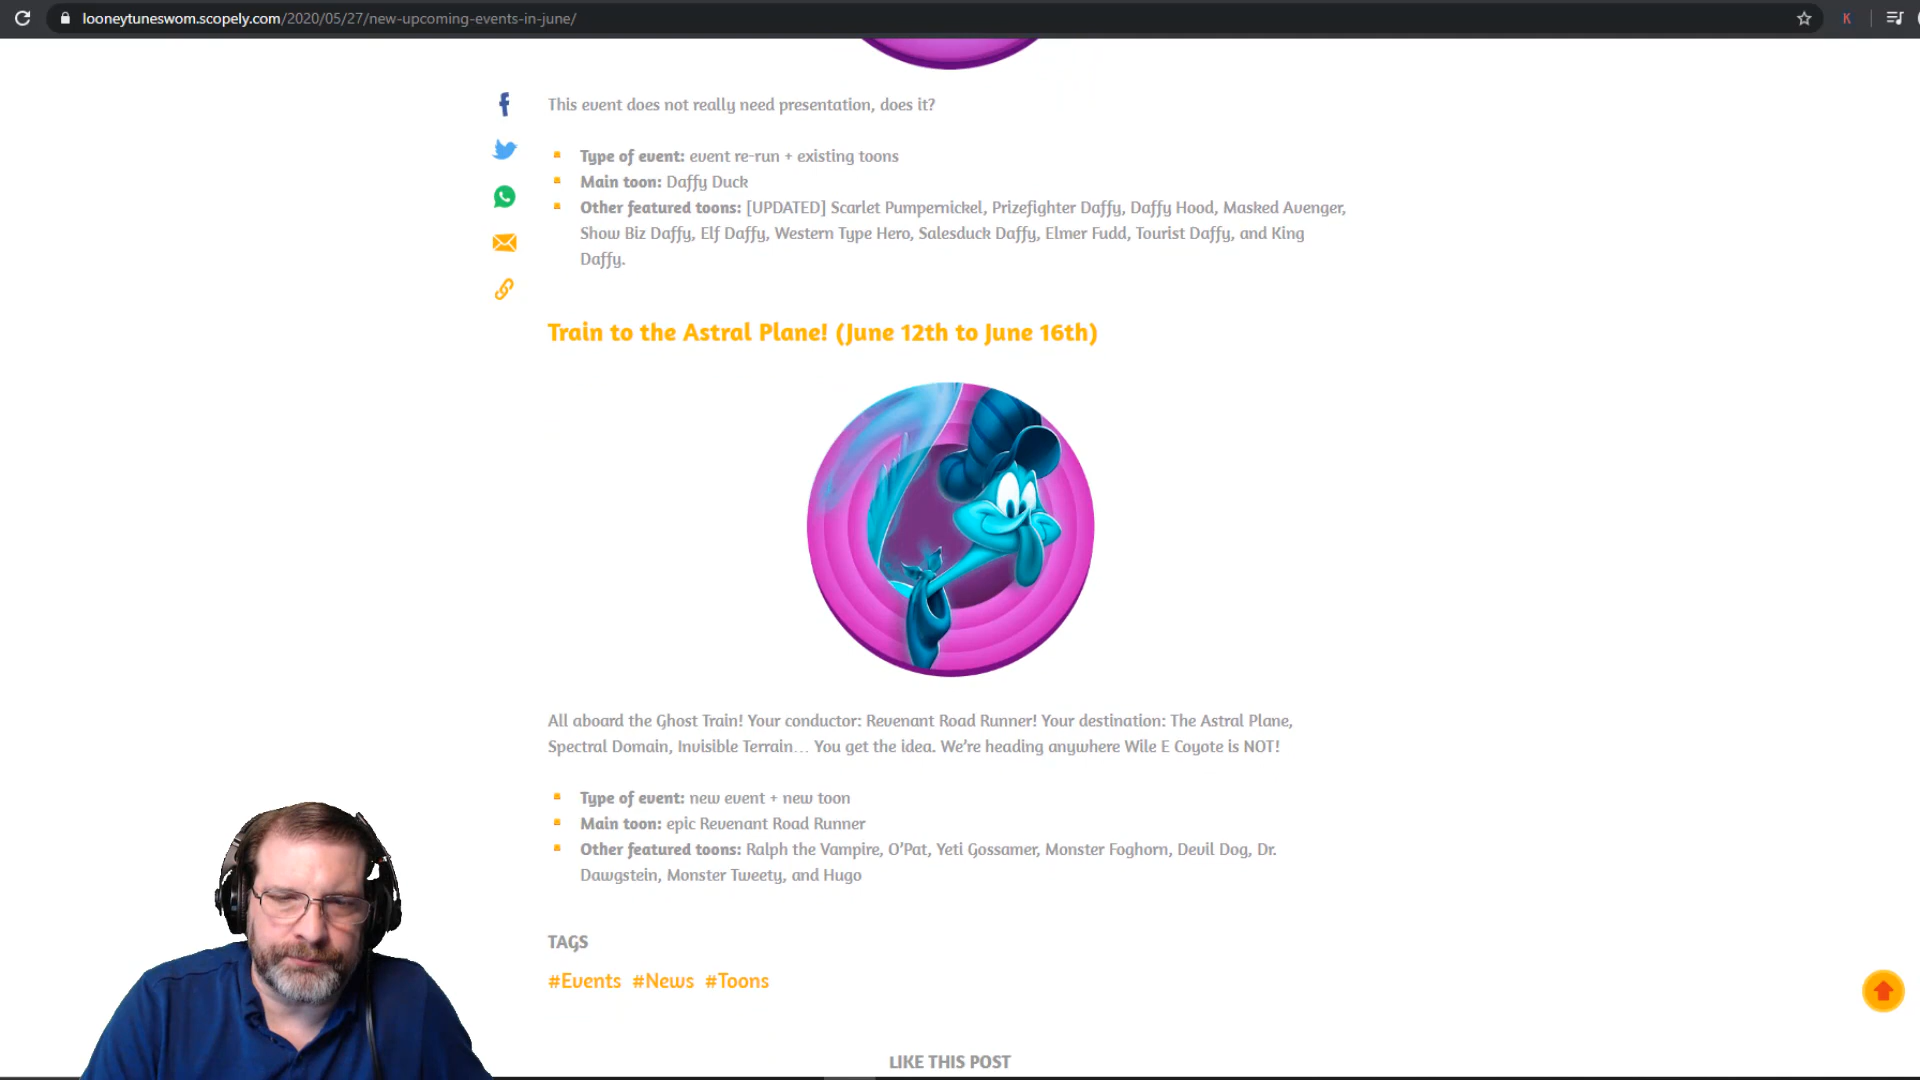 looneytuneswom.scopely.com/2020/05/27/new-upcoming-events-in-june/
K
This event does not really need presentation, does it?
Type of event: event re-run + existing toons
Main toon: Daffy Duck
Other featured toons: [UPDATED] Scarlet Pumpernickel, Prizefighter Daffy, Daffy Hood, Masked Avenger,
Show Biz Daffy, Elf Daffy, Western Type Hero, Salesduck Daffy, Elmer Fudd, Tourist Daffy, and King
Daffy.
Train to the Astral Plane! (June 12th to June 16th)
All aboard the Ghost Train! Your conductor: Revenant Road Runner! Your destination: The Astral Plane,
Spectral Domain, Invisible Terrain… You get the idea. We’re heading anywhere Wile E Coyote is NOT!
Type of event: new event + new toon
Main toon: epic Revenant Road Runner
Other featured toons: Ralph the Vampire, O’Pat, Yeti Gossamer, Monster Foghorn, Devil Dog, Dr.
Dawgstein, Monster Tweety, and Hugo
TAGS
#Events #News #Toons
LIKE THIS POST